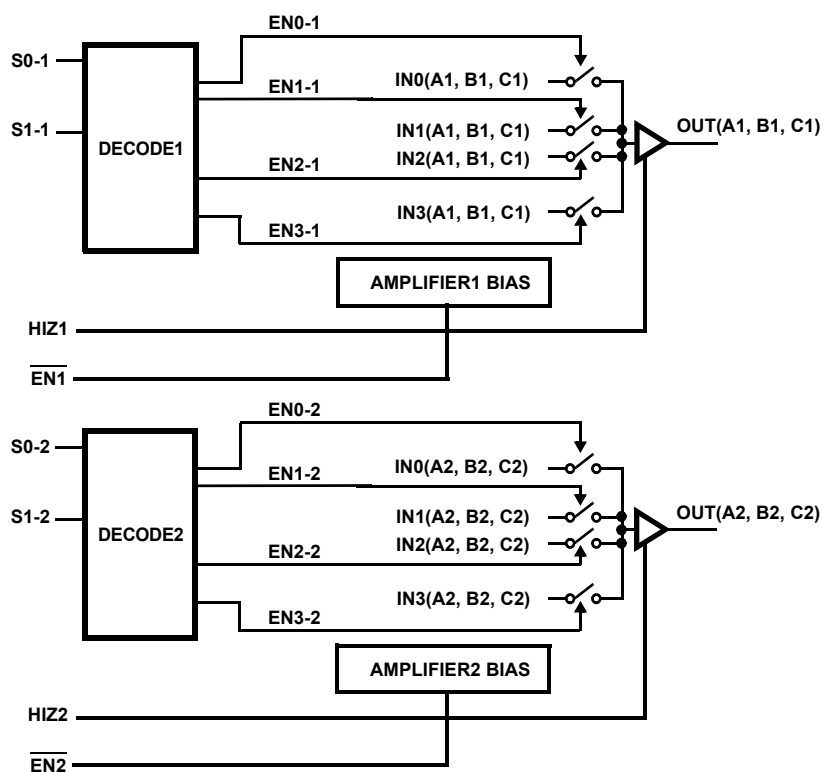 EN0-1
S0-1
IN0(A1, B1, C1)
EN1-1
OUT(A1, B1, C1)
S1-1
IN1(A1, B1, C1)
DECODE1
IN2(A1, B1, C1)
EN2-1
IN3(A1, B1, C1)
EN3-1
AMPLIFIER1 BIAS
HIZ1
EN1
EN0-2
S0-2
IN0(A2, B2, C2)
EN1-2
OUT(A2, B2, C2)
S1-2
IN1(A2, B2, C2)
DECODE2
IN2(A2, B2, C2)
EN2-2
IN3(A2, B2, C2)
EN3-2
AMPLIFIER2 BIAS
HIZ2
EN2